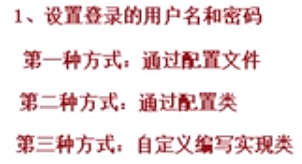 1、设置登录的用户名和密码
第一种方式：通过配置文件
第二种方式：通过配置类
第三种方式：自定义编写实现类